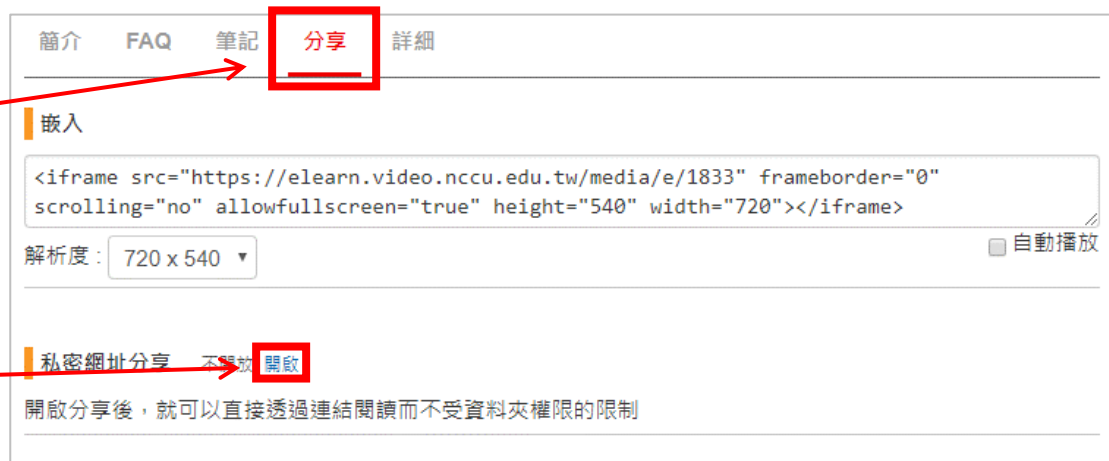 簡介 FAQ 筆記 分享 詳細
嵌入
<iframe src="https://elearn.video.nccu.edu.tw/media/e/1833" frameborder="0"
scrolling="no" allowfullscreen="true" height="540" width="720"></iframe>
解析度 : 720 x 540 自動播放
私密網址分享 不開放 開啟
開啟分享後，就可以直接透過連結閱讀而不受資料夾權限的限制